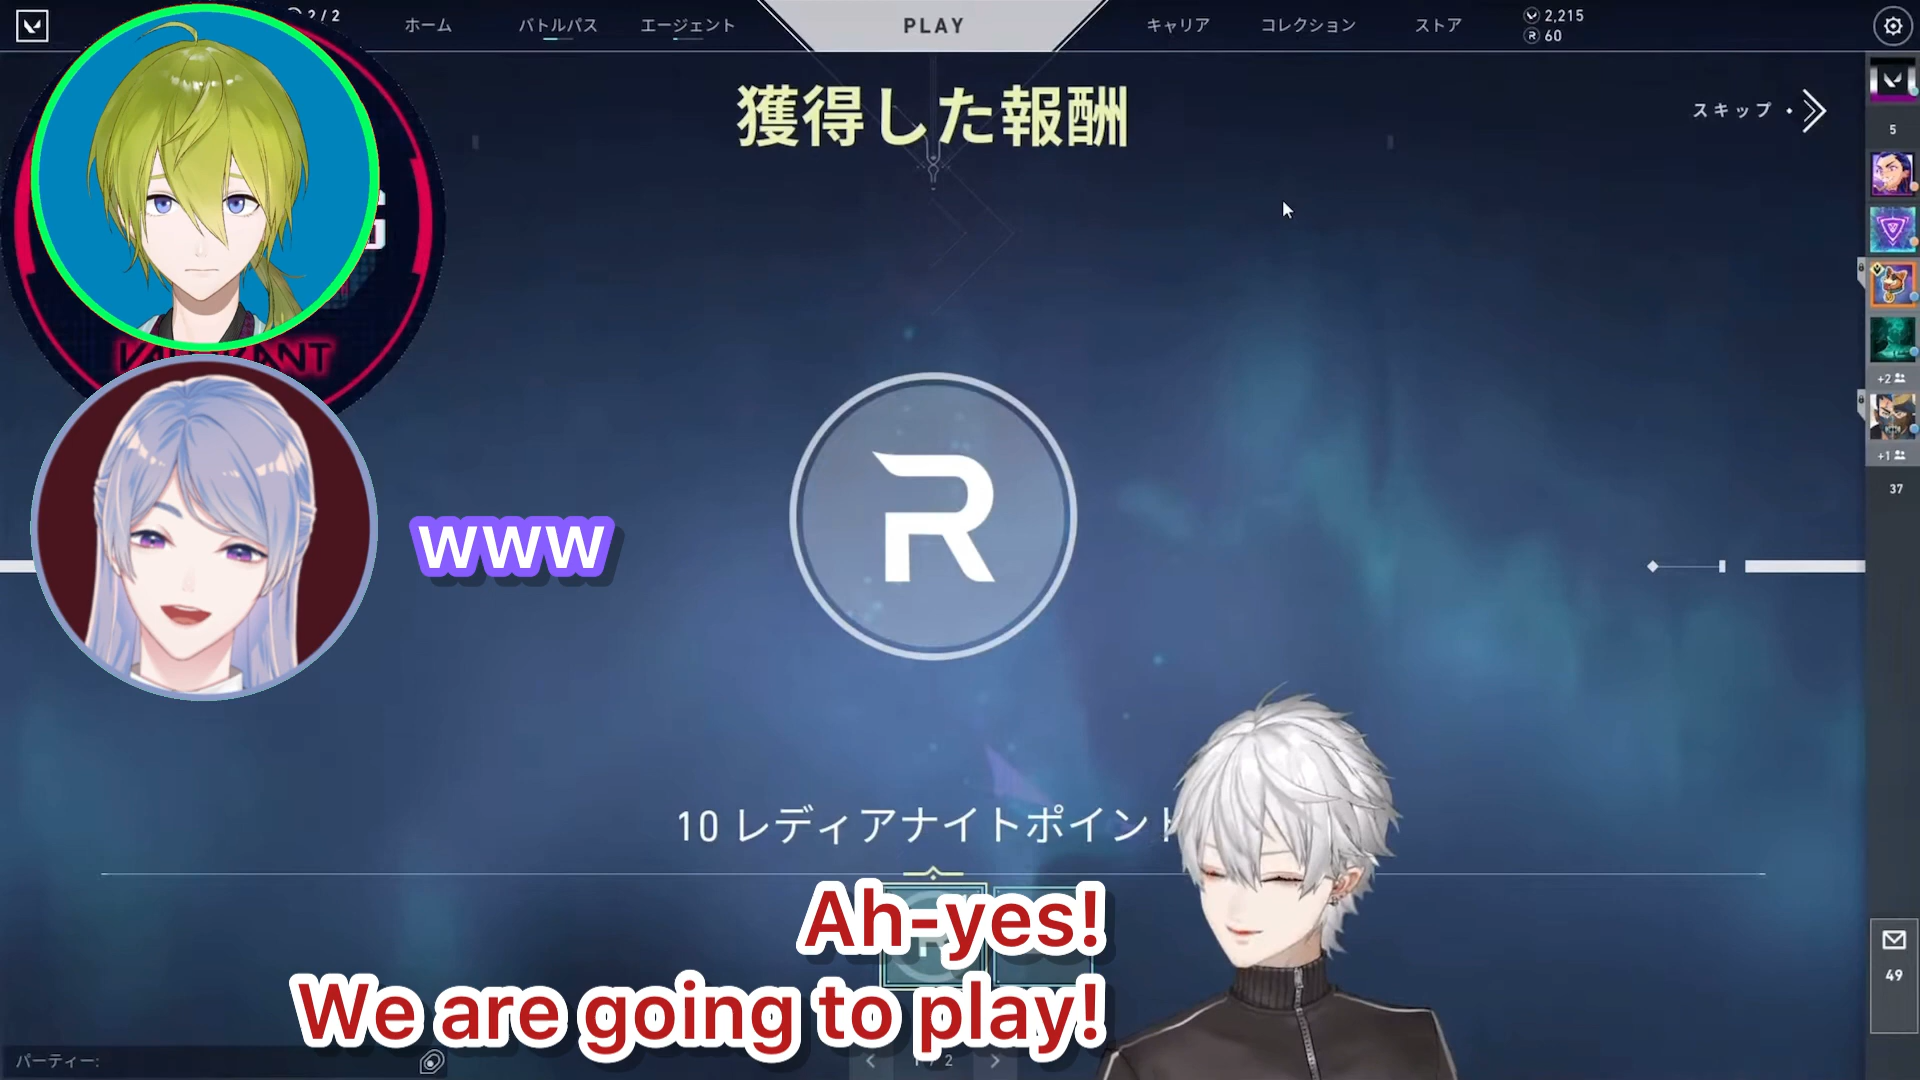 2/2
ホーム
バトルパス
エージェント
PLAY
キャリア
コレクション
ストア
2,215
60
獲得した報酬
スキップ
5
www
R
+2
+1
37
10 レディアナイトポイント
Ah-yes!
We are going to play!
49
パーティー: